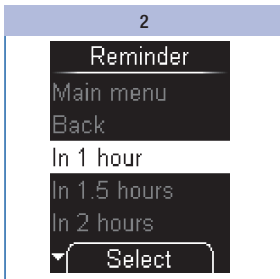 2
Reminder
Main menu
Back
In 1 hour
In 1.5 hours
In 2 hours
Select